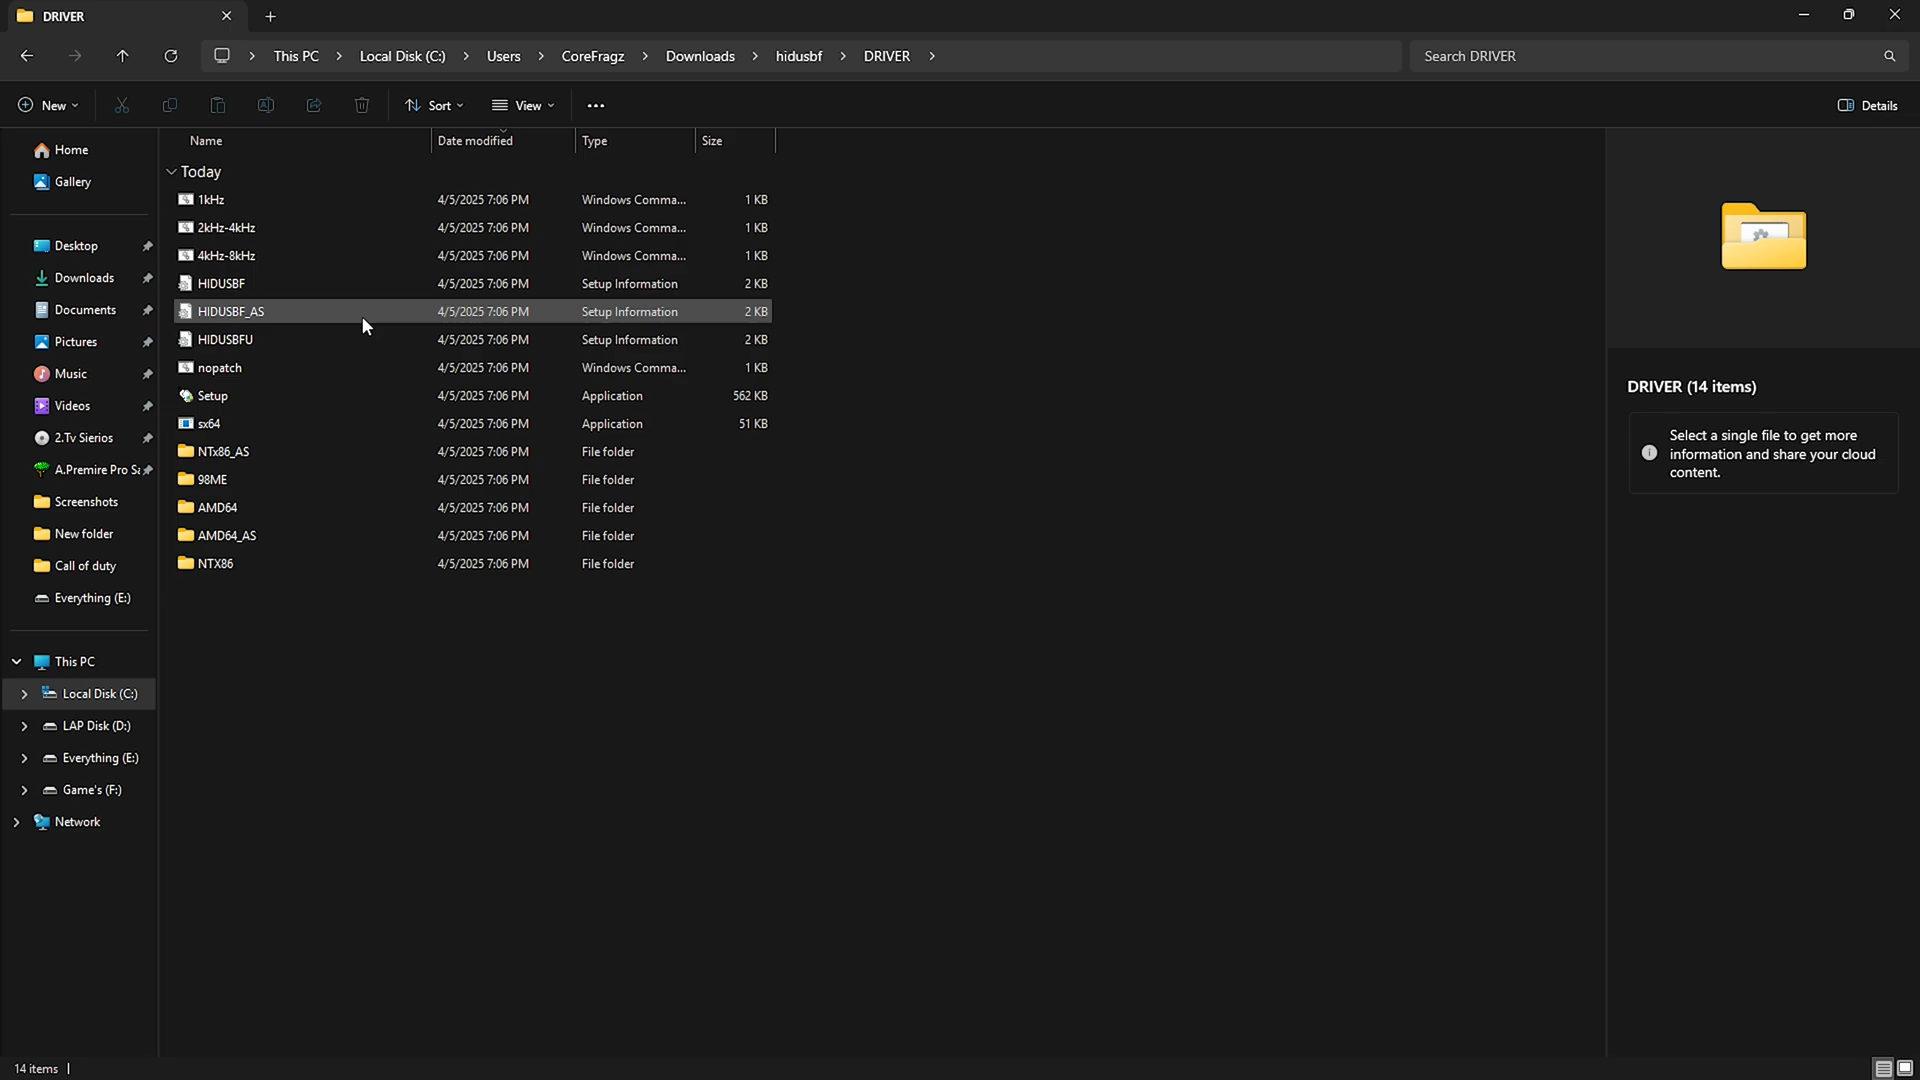 DRIVER
This PC > Local Disk (C:) > Users > CoreFragz > Downloads > hidusbf > DRIVER >
Search DRIVER
New
Sort
View
Details
Name Date modified Type Size
Today
1kHz 4/5/2025 7:06 PM Windows Comma... 1 KB
2kHz-4kHz 4/5/2025 7:06 PM Windows Comma... 1 KB
4kHz-8kHz 4/5/2025 7:06 PM Windows Comma... 1 KB
HIDUSBF 4/5/2025 7:06 PM Setup Information 2 KB
HIDUSBF_AS 4/5/2025 7:06 PM Setup Information 2 KB
HIDUSBFU 4/5/2025 7:06 PM Setup Information 2 KB
nopatch 4/5/2025 7:06 PM Windows Comma... 1 KB
Setup 4/5/2025 7:06 PM Application 562 KB
sx64 4/5/2025 7:06 PM Application 51 KB
NTx86_AS 4/5/2025 7:06 PM File folder
98ME 4/5/2025 7:06 PM File folder
AMD64 4/5/2025 7:06 PM File folder
AMD64_AS 4/5/2025 7:06 PM File folder
NTX86 4/5/2025 7:06 PM File folder
Home
Gallery
Desktop
Downloads
Documents
Pictures
Music
Videos
2.Tv Sierios
A.Premire Pro Sa
Screenshots
New folder
Call of duty
Everything (E:)
This PC
Local Disk (C:)
LAP Disk (D:)
Everything (E:)
Game's (F:)
Network
DRIVER (14 items)
Select a single file to get more
information and share your cloud
content.
14 items